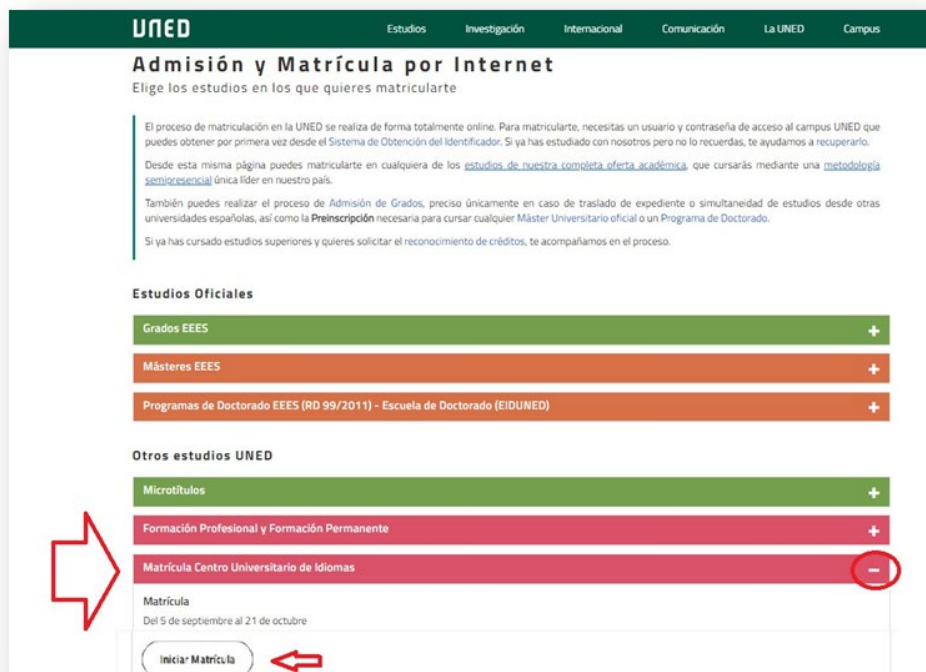 UNED
Estudios Investigación Internacional Comunicación La UNED Campus
Admisión y Matrícula por Internet
Elige los estudios en los que quieres matricularte
El proceso de matriculación en la UNED se realiza de forma totalmente online. Para matricularte, necesitas un usuario y contraseña de acceso al campus UNED que
puedes obtener por primera vez desde el Sistema de Obtención del Identificador. Si ya has estudiado con nosotros pero no lo recuerdas, te ayudamos a recuperarlo.
Desde esta misma página puedes matricularte en cualquiera de los estudios de nuestra completa oferta académica, que cursarás mediante una metodología
semipresencial única líder en nuestro país.
También puedes realizar el proceso de Admisión de Grados, preciso únicamente en caso de traslado de expediente o simultaneidad de estudios desde otras
universidades españolas, así como la Preinscripción necesaria para cursar cualquier Máster Universitario oficial o un Programa de Doctorado.
Si ya has cursado estudios superiores y quieres solicitar el reconocimiento de créditos, te acompañamos en el proceso.
Estudios Oficiales
Grados EEES
Másteres EEES
Programas de Doctorado EEES (RD 99/2011) - Escuela de Doctorado (EIDUNED)
Otros estudios UNED
Microtítulos
Formación Profesional y Formación Permanente
Matrícula Centro Universitario de Idiomas
Matrícula
Del 5 de septiembre al 21 de octubre
Iniciar Matrícula